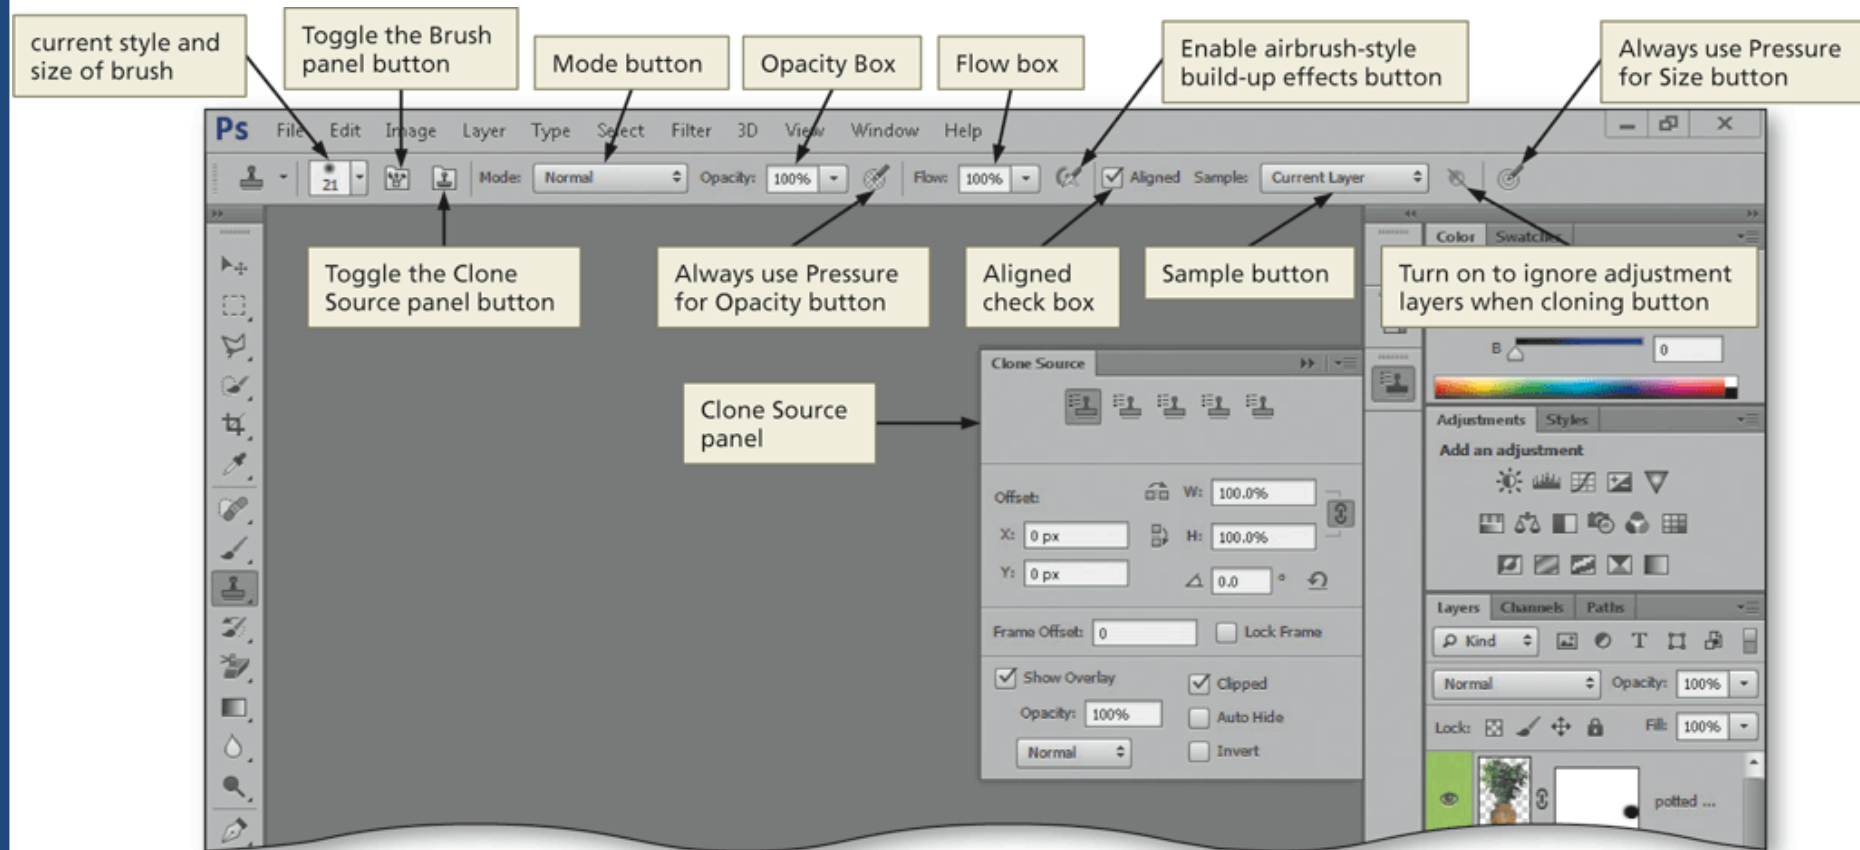 current style and
size of brush
Toggle the Brush
panel button
Mode button
Opacity Box
Flow box
Enable airbrush-style
build-up effects button
Always use Pressure
for Size button
Ps File Edit Image Layer Type Select Filter 3D View Window Help
21 Mode: Normal Opacity: 100% Flow: 100% Aligned Sample: Current Layer
Toggle the Clone
Source panel button
Always use Pressure
for Opacity button
Aligned
check box
Sample button
Turn on to ignore adjustment
layers when cloning button
Color Swatches
B 0
Clone Source
panel
Clone Source
Offset: W: 100.0%
X: 0 px H: 100.0%
Y: 0 px 0.0 °
Frame Offset: 0 Lock Frame
Show Overlay Clipped
Opacity: 100% Auto Hide
Normal Invert
Adjustments Styles
Add an adjustment
Layers Channels Paths
Kind T
Normal Opacity: 100%
Lock: Fill: 100%
potted ...